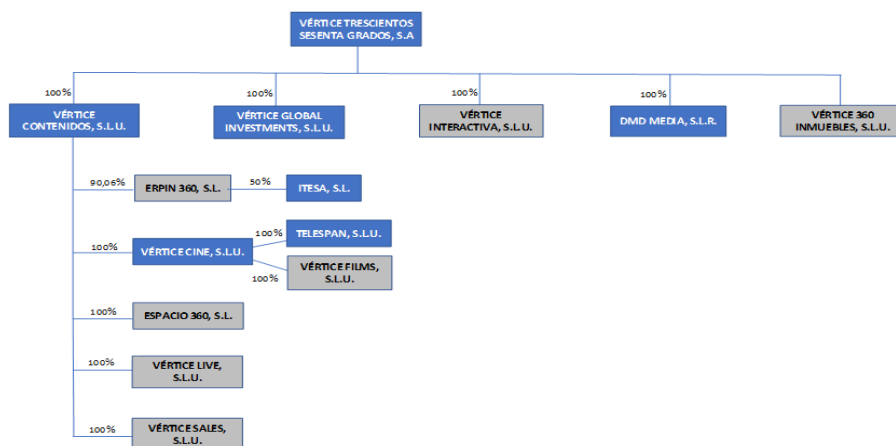 VÉRTICE TRESCIENTOS
SESENTA GRADOS, S.A
100%
100%
100%
100%
100%
VÉRTICE
CONTENIDOS, S.L.U.
VÉRTICE GLOBAL
INVESTMENTS, S.L.U.
VÉRTICE
INTERACTIVA, S.L.U.
DMD MEDIA, S.L.R.
VÉRTICE 360
INMUEBLES, S.L.U.
90,06%
ERPIN 360, S.L.
50%
ITESA, S.L.
100%
VÉRTICE CINE, S.L.U.
100%
TELESPAN, S.L.U.
100%
VÉRTICE FILMS,
S.L.U.
100%
ESPACIO 360, S.L.
100%
VÉRTICE LIVE,
S.L.U.
100%
VÉRTICE SALES,
S.L.U.